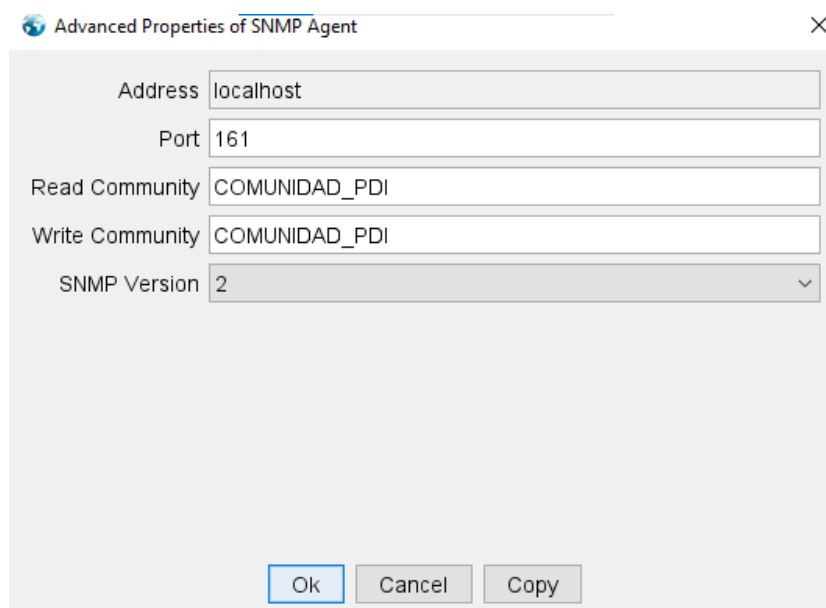 Advanced Properties of SNMP Agent
Address localhost
Port 161
Read Community COMUNIDAD_PDI
Write Community COMUNIDAD_PDI
SNMP Version 2
Ok Cancel Copy